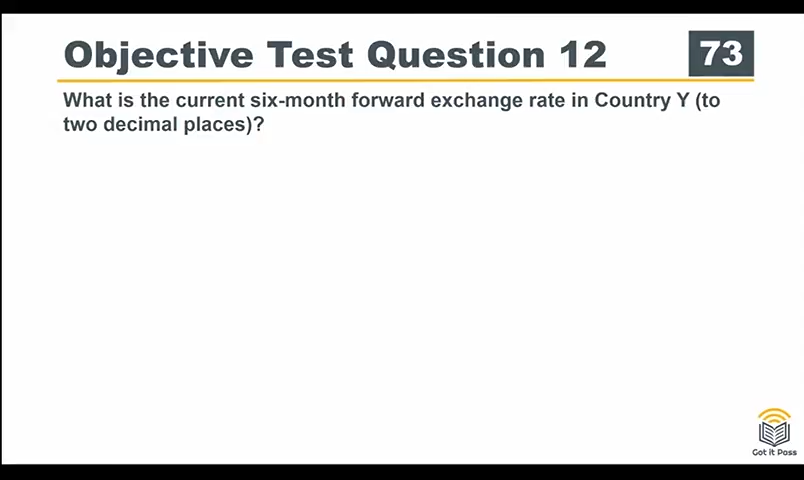 Objective Test Question 12
73
What is the current six-month forward exchange rate in Country Y (to
two decimal places)?
Got it Pass